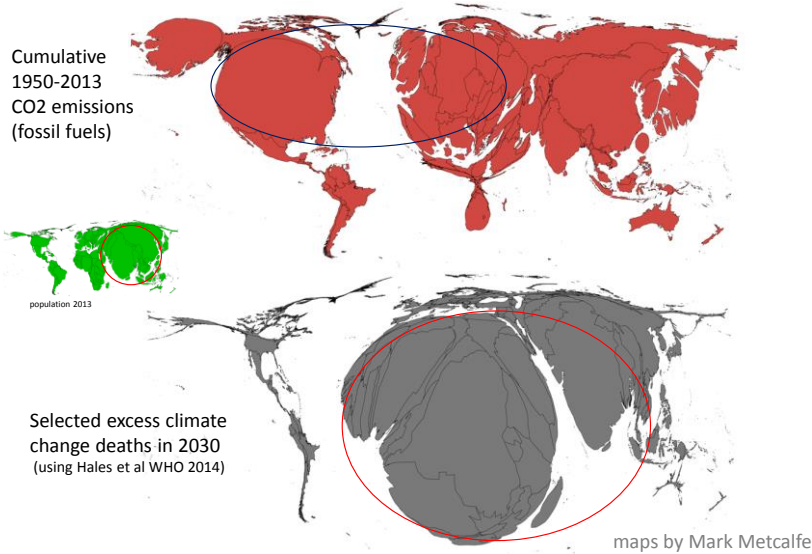 Cumulative
1950-2013
CO2 emissions
(fossil fuels)
population 2013
Selected excess climate
change deaths in 2030
(using Hales et al WHO 2014)
maps by Mark Metcalfe